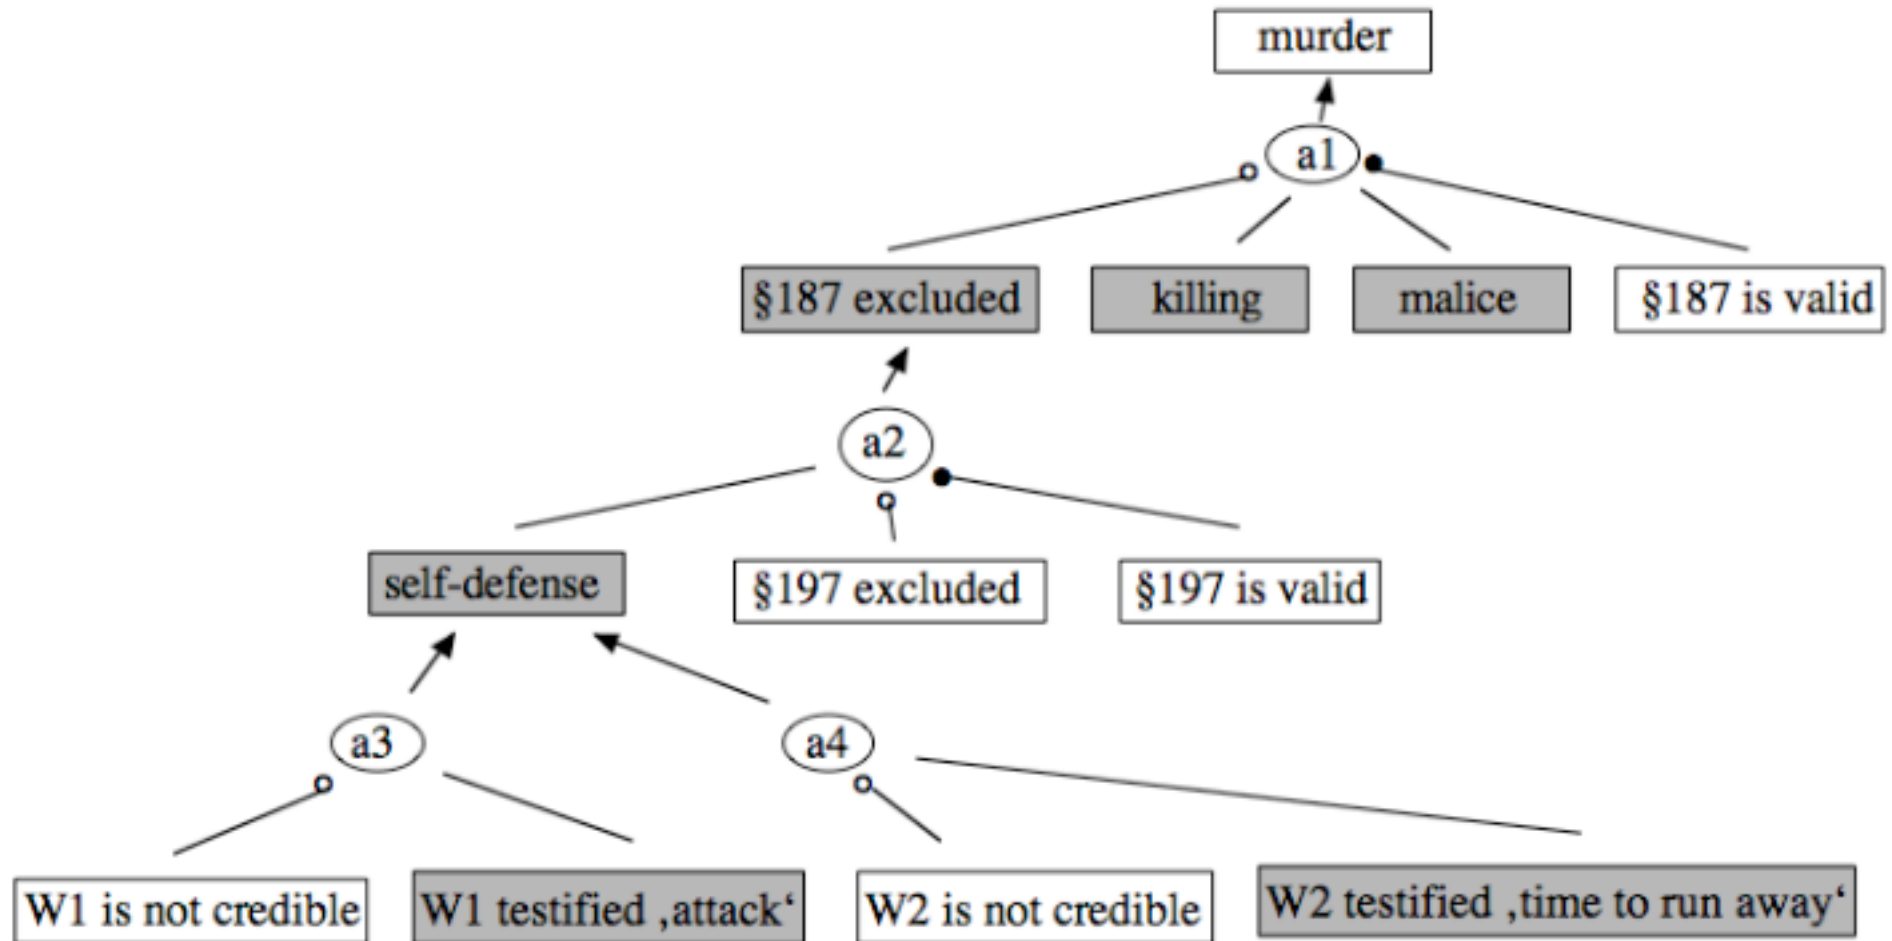 murder
a1
§187 excluded
killing
malice
§187 is valid
a2
self-defense
§197 excluded
§197 is valid
a3
a4
W1 is not credible
W1 testified ‚attack‘
W2 is not credible
W2 testified ‚time to run away‘